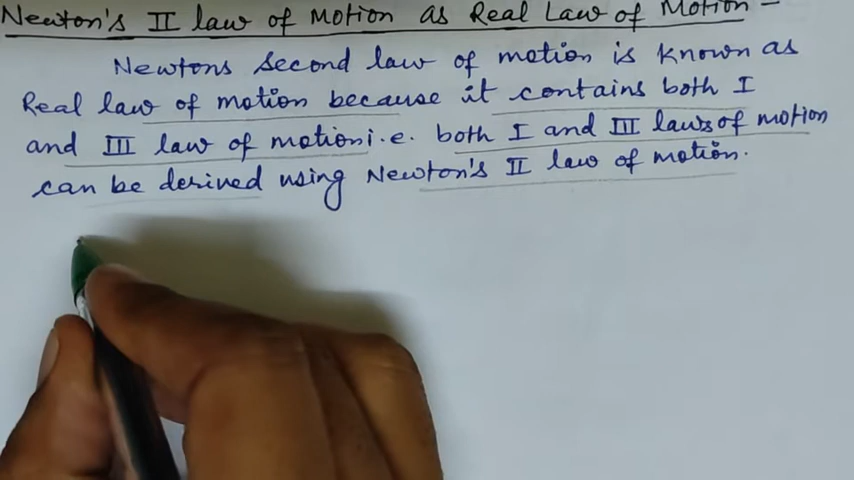 Newton's II law of Motion as Real Law of Motion -
Newtons second law of motion is known as
Real law of motion because it contains both I
and III law of motion i.e. both I and III laws of motion
can be derived using Newton's II law of motion.